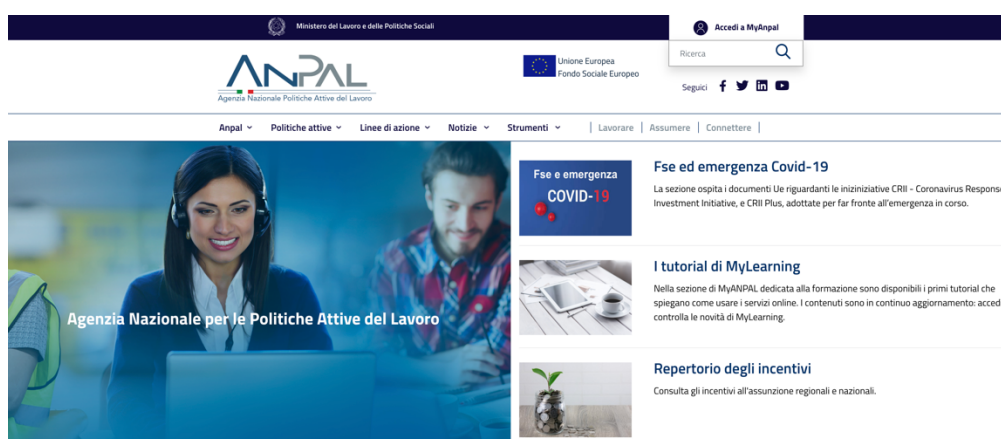 Ministero del Lavoro e delle Politiche Sociali
Accedi a MyAnpal
Ricerca
ANPAL
Agenzia Nazionale Politiche Attive del Lavoro
Unione Europea
Fondo Sociale Europeo
Seguici
Anpal Politiche attive Linee di azione Notizie Strumenti | Lavorare | Assumere | Connettere |
Agenzia Nazionale per le Politiche Attive del Lavoro
Fse e emergenza
COVID-19
Fse ed emergenza Covid-19
La sezione ospita i documenti Ue riguardanti le iniziniziative CRII - Coronavirus Response
Investment Initiative, e CRII Plus, adottate per far fronte all'emergenza in corso.
I tutorial di MyLearning
Nella sezione di MyANPAL dedicata alla formazione sono disponibili i primi tutorial che
spiegano come usare i servizi online. I contenuti sono in continuo aggiornamento: acced
controlla le novità di MyLearning.
Repertorio degli incentivi
Consulta gli incentivi all'assunzione regionali e nazionali.